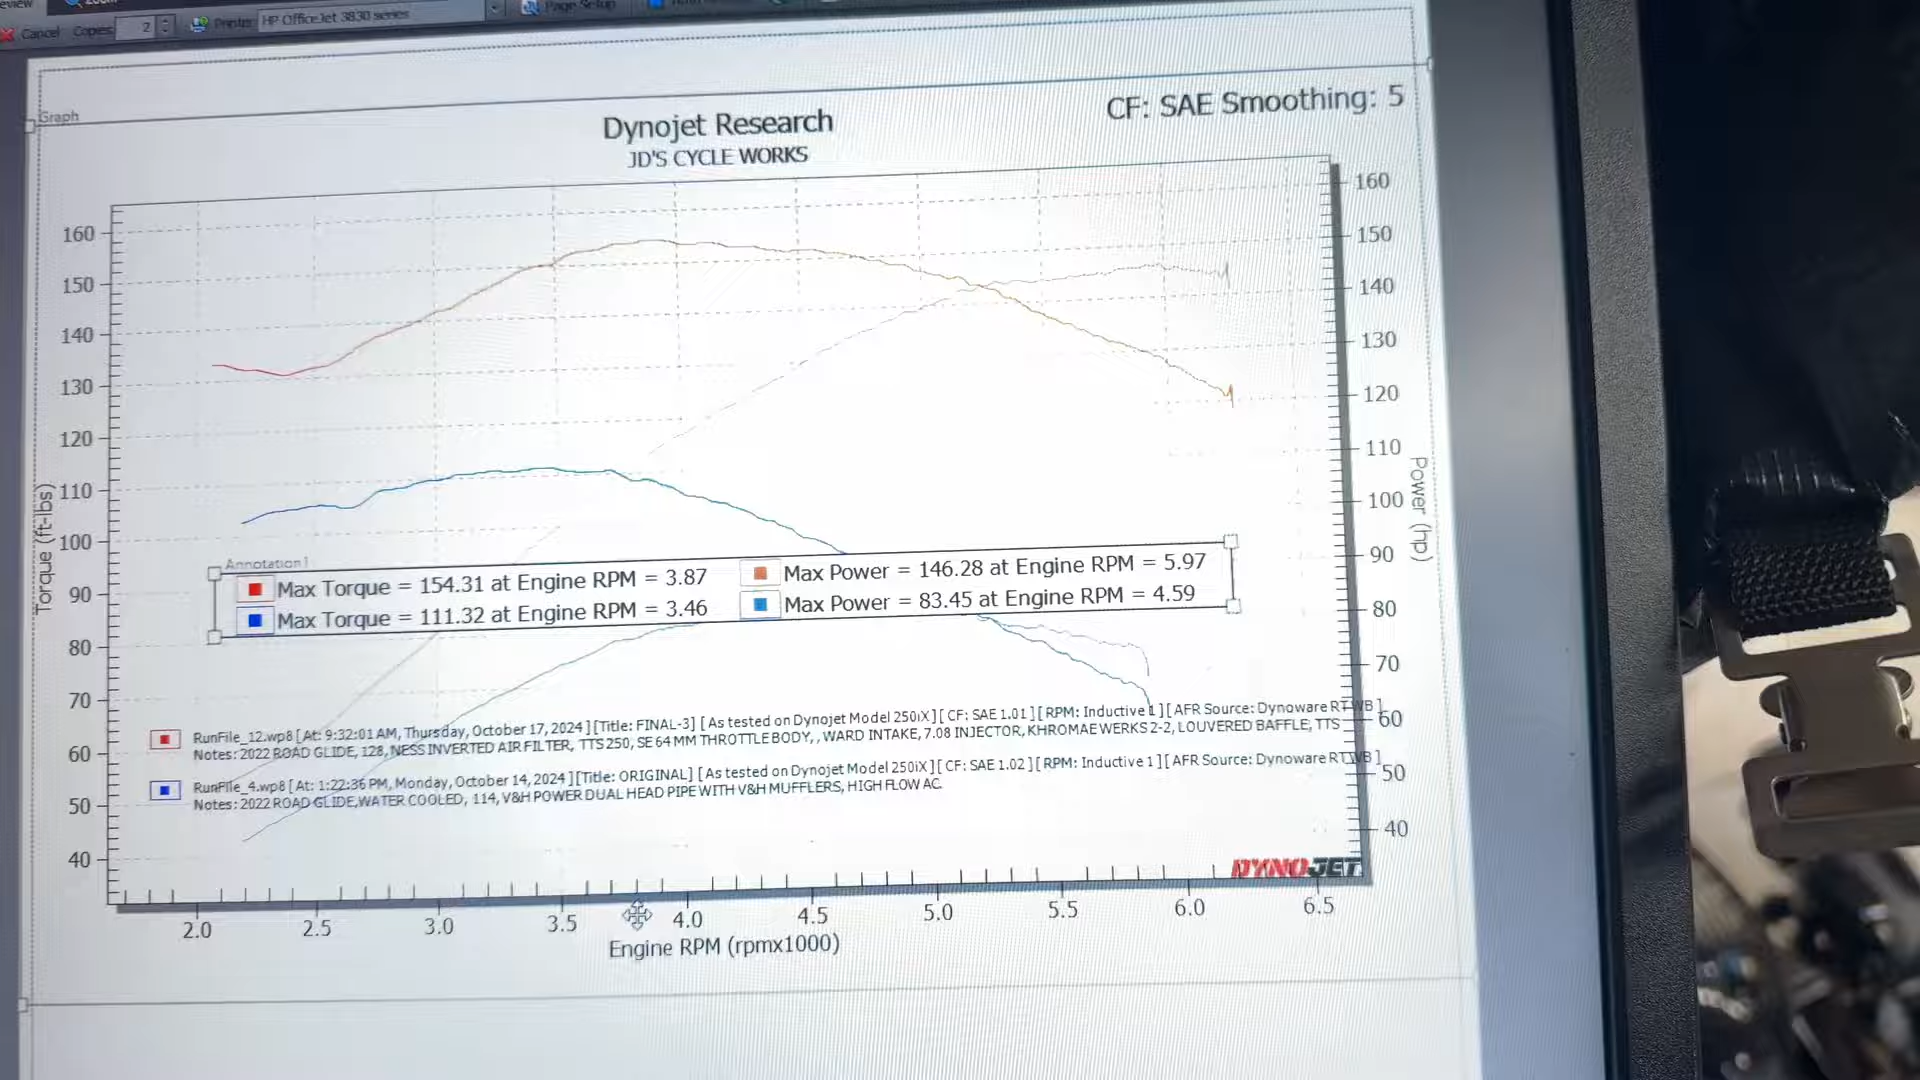 Cancel Copies: 2 Printer: HP OfficeJet 3830 series Page Setup
Graph
Dynojet Research
JD'S CYCLE WORKS
CF: SAE Smoothing: 5
160
150
140
130
120
110
100
90
80
70
60
50
40
Torque (ft-lbs)
160
150
140
130
120
110
100
90
80
70
60
50
40
Power (hp)
Annotation1
Max Torque = 154.31 at Engine RPM = 3.87
Max Power = 146.28 at Engine RPM = 5.97
Max Torque = 111.32 at Engine RPM = 3.46
Max Power = 83.45 at Engine RPM = 4.59
RunFile_12.wp8 [At: 9:32:01 AM, Thursday, October 17, 2024] [Title: FINAL-3] [As tested on Dynojet Model 250iX] [CF: SAE 1.01] [RPM: Inductive 1] [AFR Source: Dynoware RT WB]
Notes: 2022 ROAD GLIDE, 128, NESS INVERTED AIR FILTER, TTS 250, SE 64 MM THROTTLE BODY, , WARD INTAKE, 7.08 INJECTOR, KHROMAE WERKS 2-2, LOUVERED BAFFLE, TTS
RunFile_4.wp8 [At: 1:22:36 PM, Monday, October 14, 2024] [Title: ORIGINAL] [As tested on Dynojet Model 250iX] [CF: SAE 1.02] [RPM: Inductive 1] [AFR Source: Dynoware RT WB]
Notes: 2022 ROAD GLIDE,WATER COOLED, 114, V&H POWER DUAL HEAD PIPE WITH V&H MUFFLERS, HIGH FLOW AC.
DYNOJET
2.0 2.5 3.0 3.5 4.0 4.5 5.0 5.5 6.0 6.5
Engine RPM (rpmx1000)